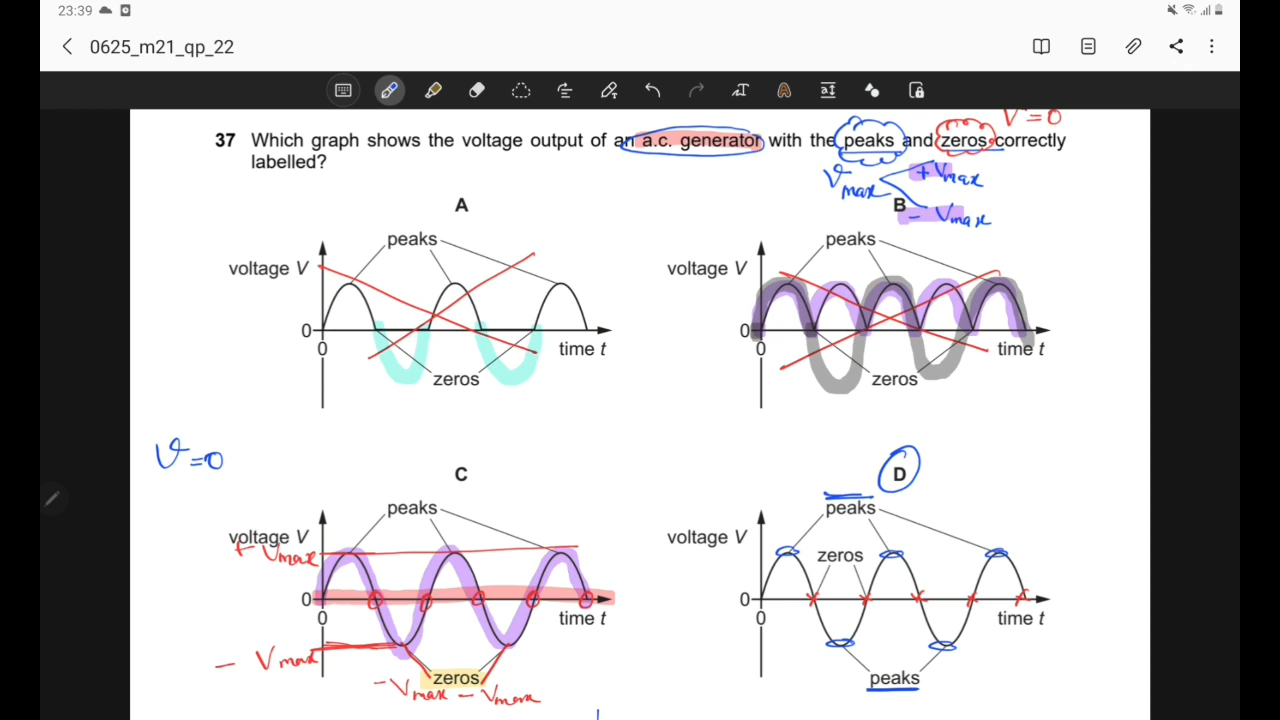 23:39
0625_m21_qp_22
V = 0
37 Which graph shows the voltage output of an a.c. generator with the peaks and zeros correctly
labelled?
Vmax
+ Vmax
- Vmax
A
peaks
voltage V
0
0
time t
zeros
B
peaks
voltage V
0
0
time t
zeros
V=0
C
peaks
voltage V
+ Vmax
0
0
time t
- Vmax
zeros
- Vmax - Vmax
D
peaks
voltage V
zeros
0
0
time t
peaks